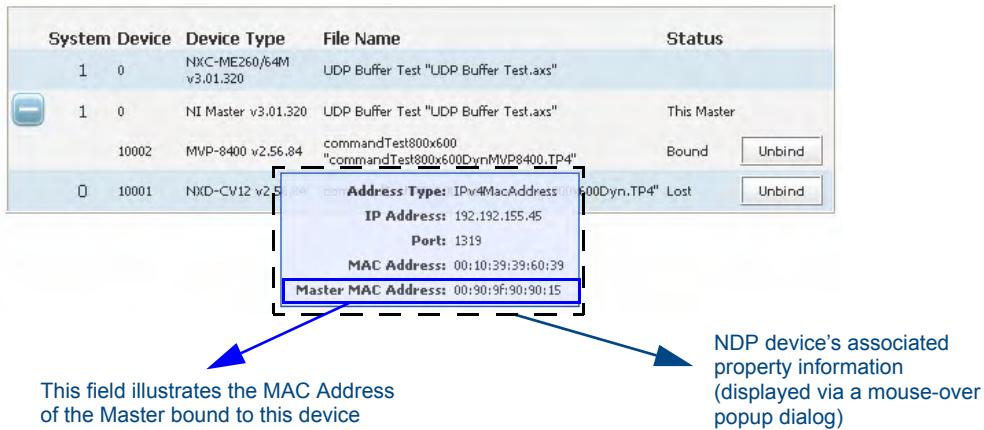 System Device Device Type File Name Status
1 0 NXC-ME260/64M v3.01.320 UDP Buffer Test "UDP Buffer Test.axs"
1 0 NI Master v3.01.320 UDP Buffer Test "UDP Buffer Test.axs" This Master
10002 MVP-8400 v2.56.84 commandTest800x600 "commandTest800x600DynMVP8400.TP4" Bound Unbind
0 10001 NXD-CV12 600Dyn.TP4" Lost Unbind
Address Type: IPv4MacAddress
IP Address: 192.192.155.45
Port: 1319
MAC Address: 00:10:39:39:60:39
Master MAC Address: 00:90:9f:90:90:15
This field illustrates the MAC Address
of the Master bound to this device
NDP device's associated
property information
(displayed via a mouse-over
popup dialog)